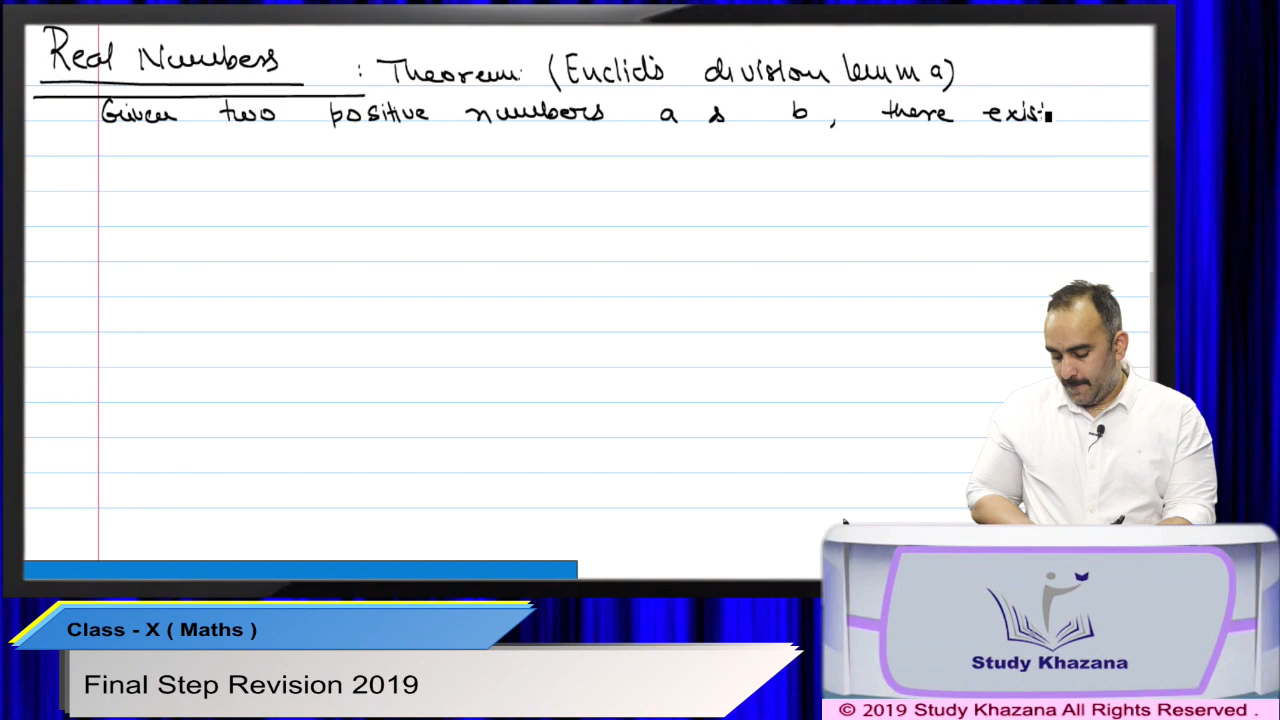 Real Numbers : Theorem (Euclid's division lemma)
Given two positive numbers a & b, there exist
Class - X ( Maths )
Final Step Revision 2019
Study Khazana
© 2019 Study Khazana All Rights Reserved .